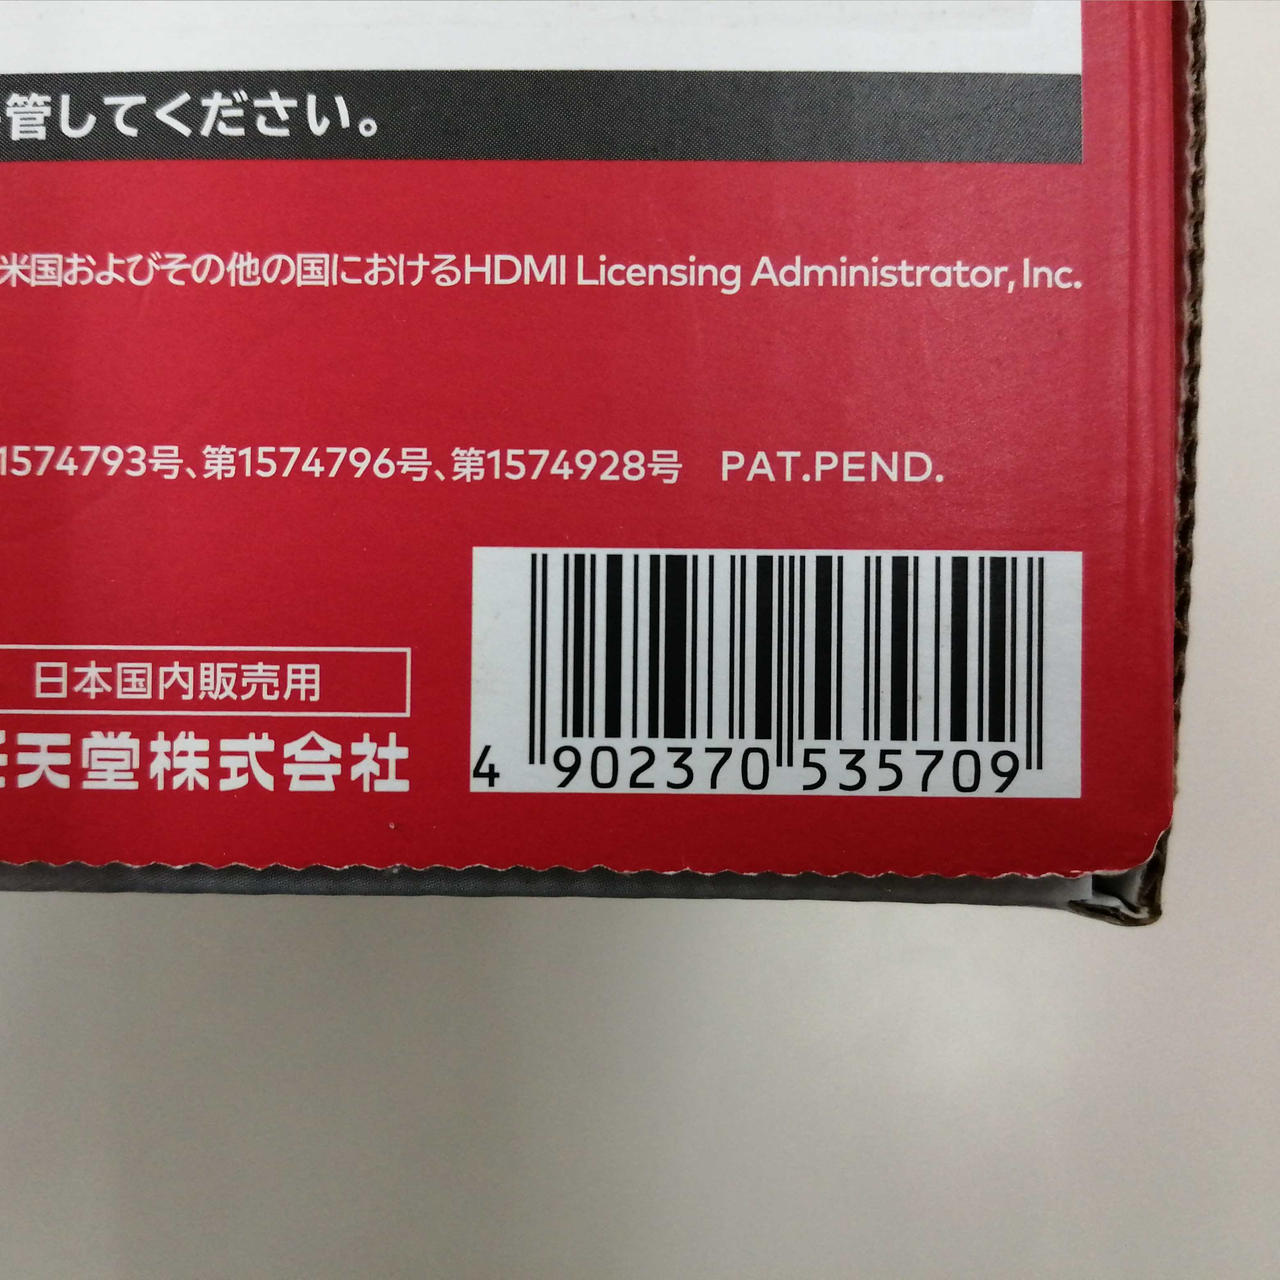 管してください。
米国およびその他の国におけるHDMI Licensing Administrator, Inc.
1574793号、第1574796号、第1574928号 PAT.PEND.
日本国内販売用
天堂株式会社
4 902370 535709